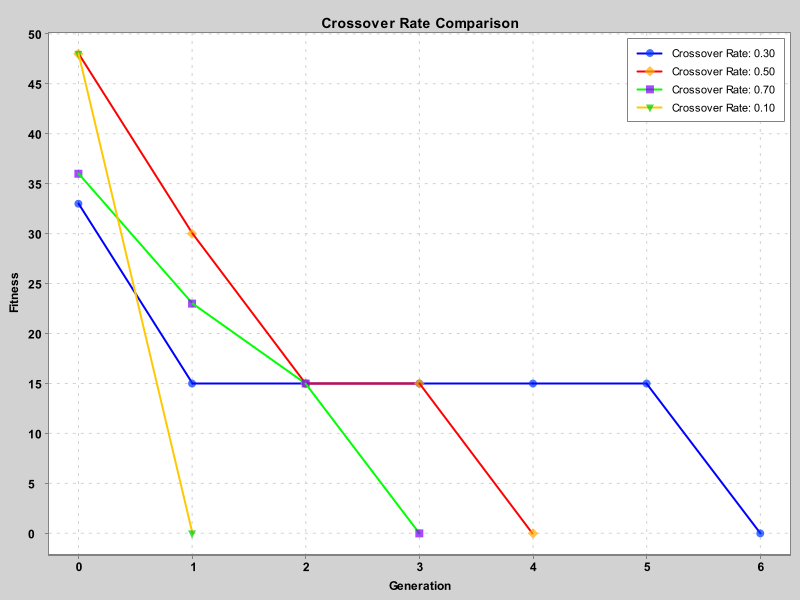 Crossover Rate Comparison
Crossover Rate: 0.30
Crossover Rate: 0.50
Crossover Rate: 0.70
Crossover Rate: 0.10
Fitness
50
45
40
35
30
25
20
15
10
5
0
0 1 2 3 4 5 6
Generation